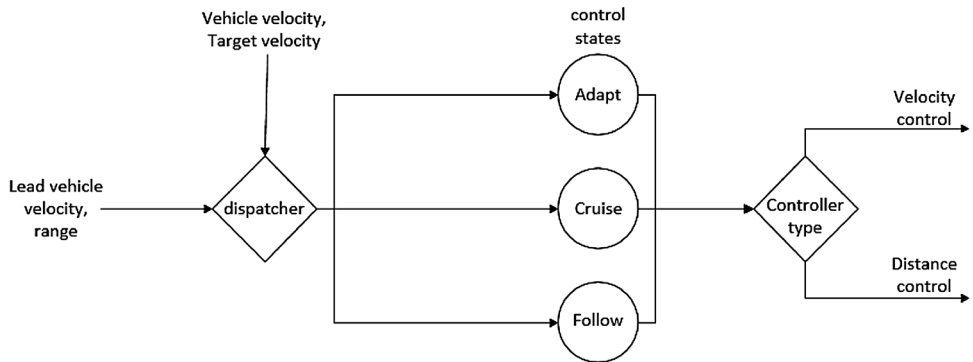 Vehicle velocity,
Target velocity
control
states
Adapt
Velocity
control
Lead vehicle
velocity,
range
dispatcher
Cruise
Controller
type
Distance
control
Follow